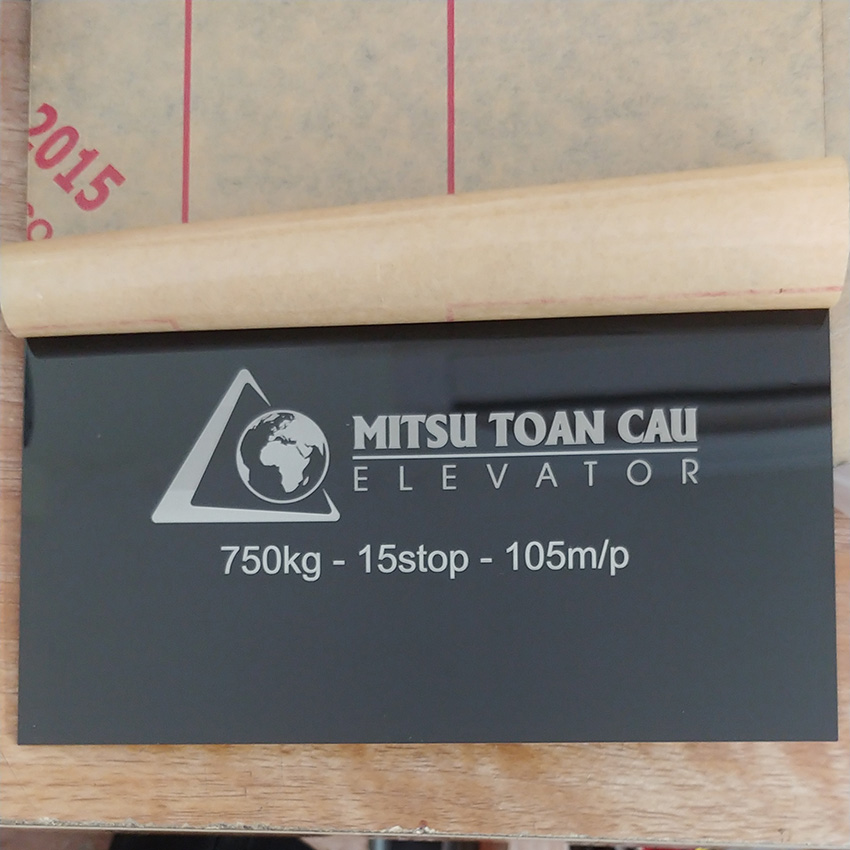 2015
MITSU TOAN CAU
ELEVATOR
750kg - 15stop - 105m/p